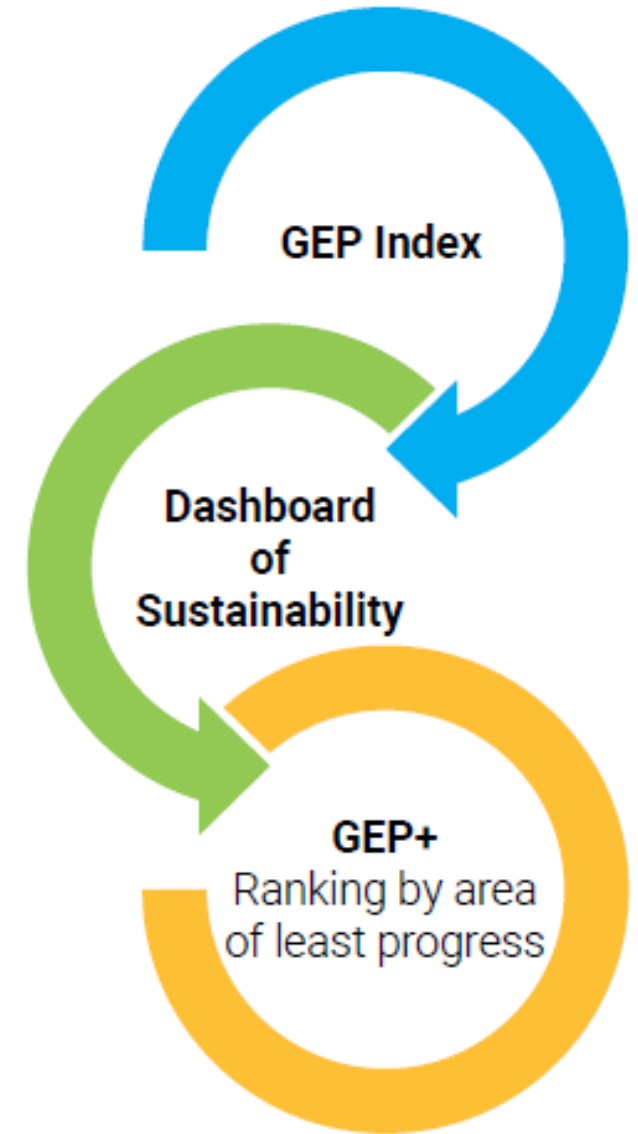 GEP Index
Dashboard
of
Sustainability
GEP+
Ranking by area
of least progress